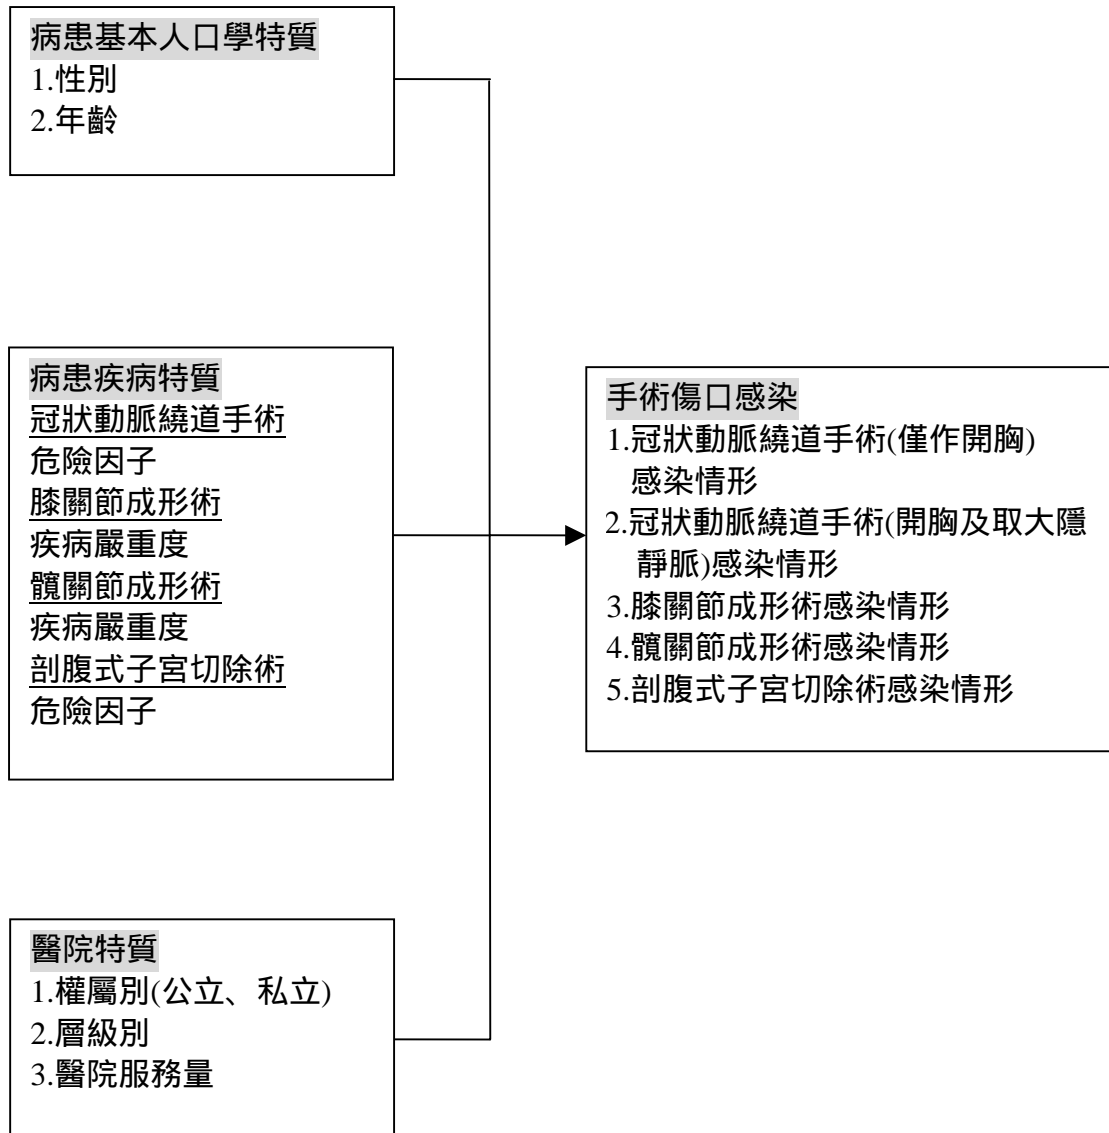 病患基本人口學特質
1.性別
2.年齡
病患疾病特質
冠狀動脈繞道手術
危險因子
膝關節成形術
疾病嚴重度
髖關節成形術
疾病嚴重度
剖腹式子宮切除術
危險因子
手術傷口感染
1.冠狀動脈繞道手術(僅作開胸)
感染情形
2.冠狀動脈繞道手術(開胸及取大隱
靜脈)感染情形
3.膝關節成形術感染情形
4.髖關節成形術感染情形
5.剖腹式子宮切除術感染情形
醫院特質
1.權屬別(公立、私立)
2.層級別
3.醫院服務量